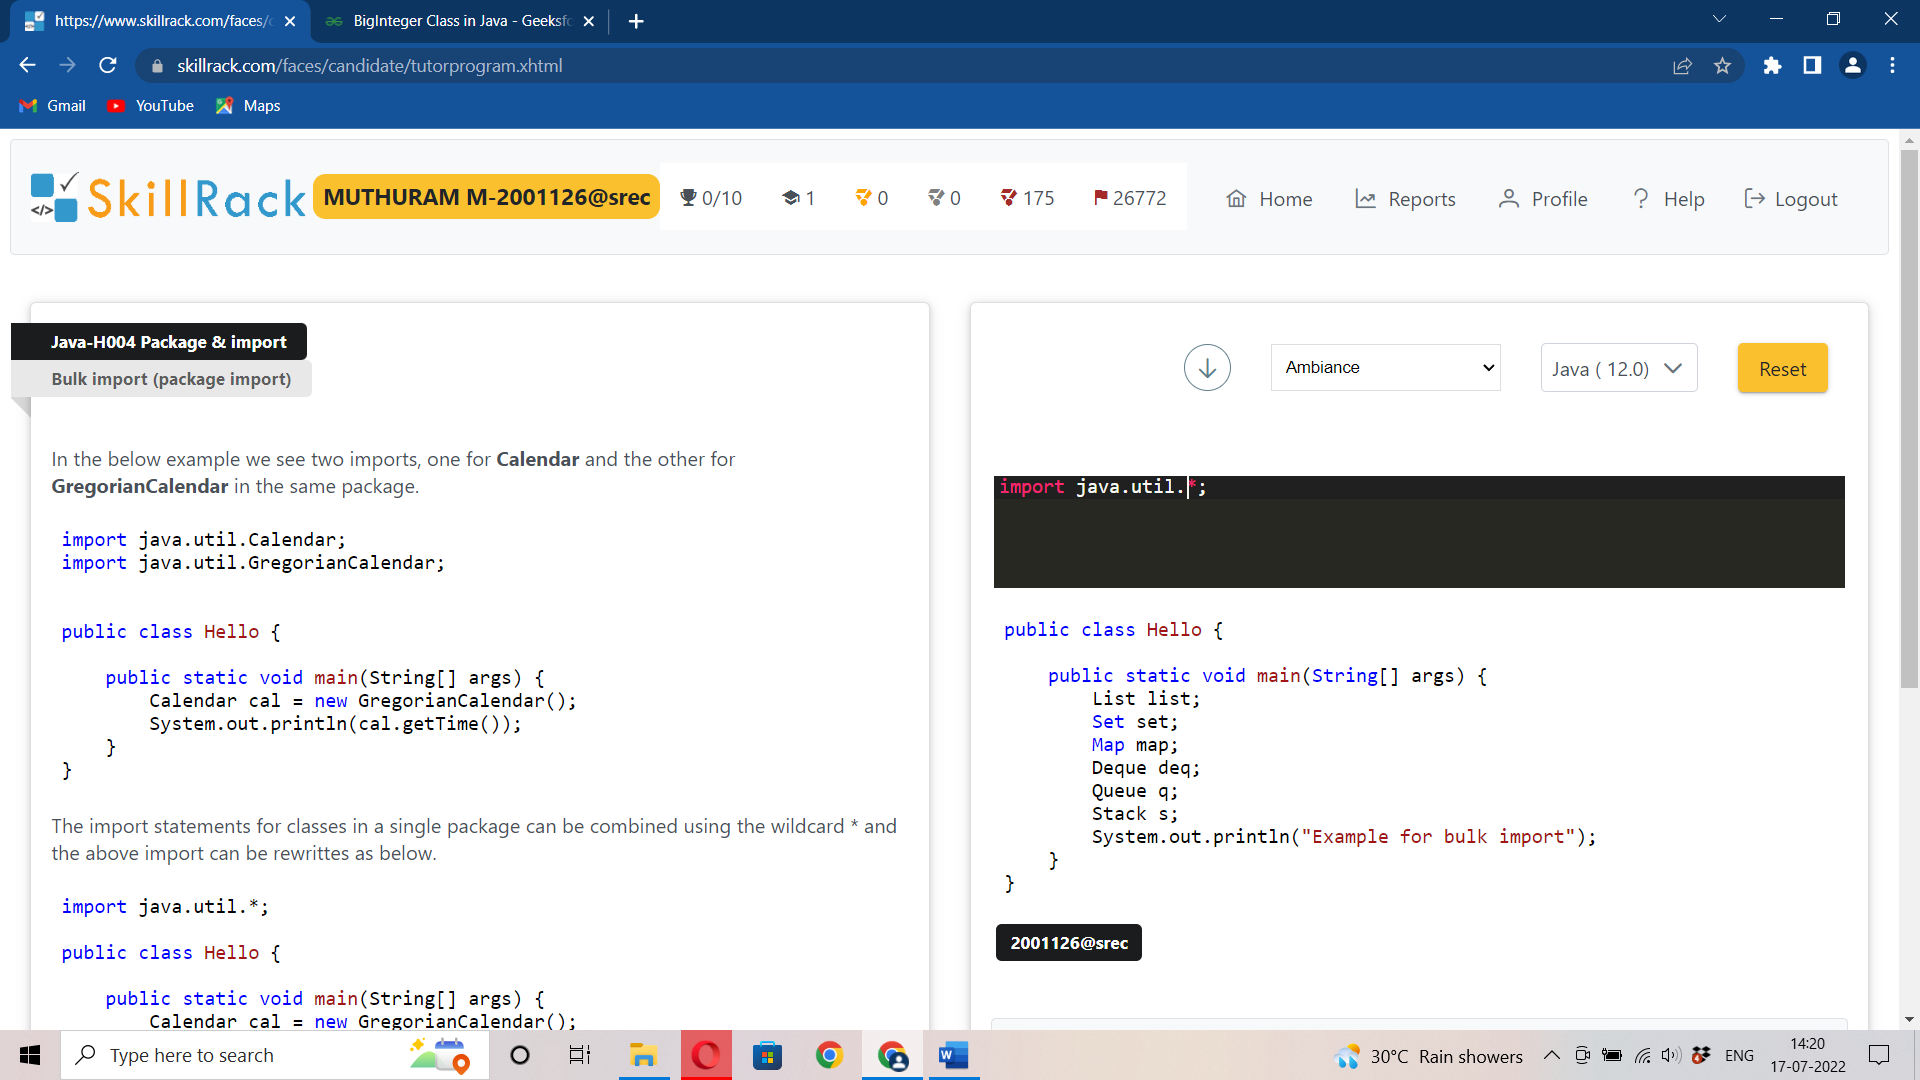 https://www.skillrack.com/faces/c
BigInteger Class in Java - Geeksfo
skillrack.com/faces/candidate/tutorprogram.xhtml
Gmail
YouTube
Maps
SkillRack
MUTHURAM M-2001126@srec
0/10
1
0
0
175
26772
Home
Reports
Profile
Help
Logout
Java-H004 Package & import
Bulk import (package import)
In the below example we see two imports, one for Calendar and the other for
GregorianCalendar in the same package.
import java.util.Calendar;
import java.util.GregorianCalendar;
public class Hello {
public static void main(String[] args) {
Calendar cal = new GregorianCalendar();
System.out.println(cal.getTime());
}
}
The import statements for classes in a single package can be combined using the wildcard * and
the above import can be rewrittes as below.
import java.util.*;
public class Hello {
public static void main(String[] args) {
Calendar cal = new GregorianCalendar();
Ambiance
Java ( 12.0)
Reset
import java.util.*;
public class Hello {
public static void main(String[] args) {
List list;
Set set;
Map map;
Deque deq;
Queue q;
Stack s;
System.out.println("Example for bulk import");
}
}
2001126@srec
Type here to search
30°C Rain showers
ENG
14:20
17-07-2022